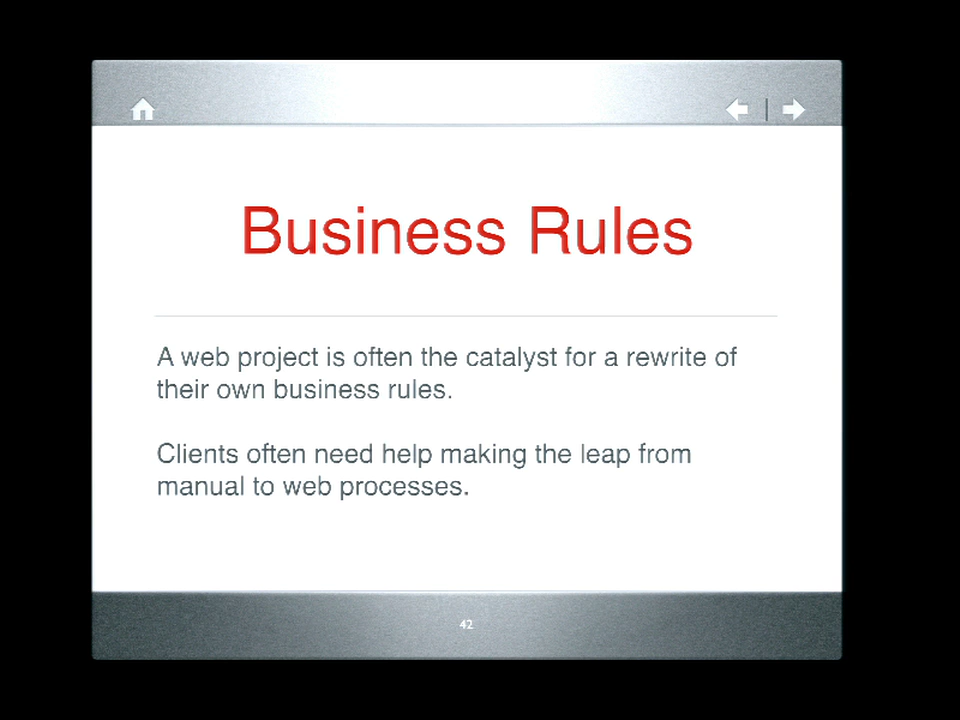 Business Rules
A web project is often the catalyst for a rewrite of
their own business rules.
Clients often need help making the leap from
manual to web processes.
42